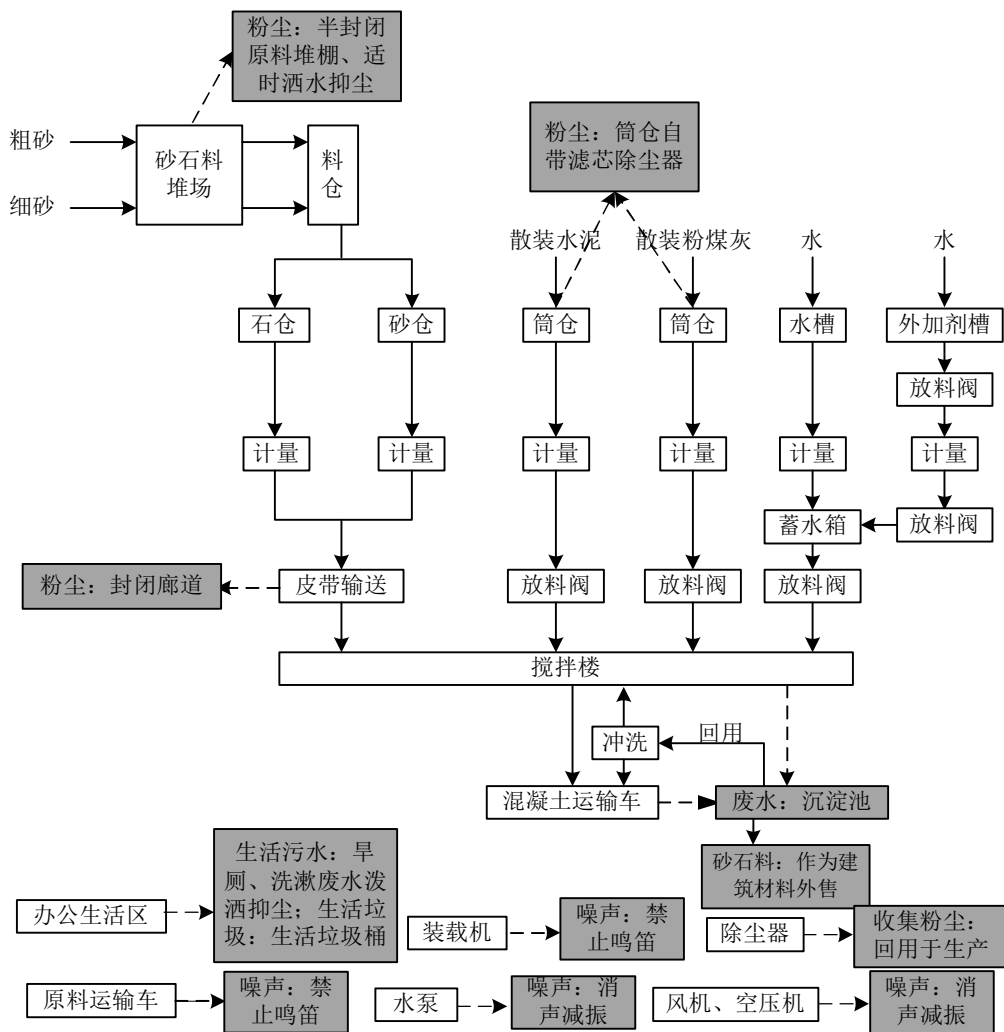 粉尘：半封闭
原料堆棚、适
时洒水抑尘
粉尘：筒仓自
带滤芯除尘器
粗砂
细砂
砂石料
堆场
料
仓
散装水泥
散装粉煤灰
水
水
石仓
砂仓
筒仓
筒仓
水槽
外加剂槽
放料阀
计量
计量
计量
计量
计量
计量
蓄水箱
放料阀
粉尘：封闭廊道
皮带输送
放料阀
放料阀
放料阀
搅拌楼
冲洗
回用
混凝土运输车
废水：沉淀池
砂石料：作为建
筑材料外售
办公生活区
生活污水：旱
厕、洗漱废水泼
洒抑尘；生活垃
圾：生活垃圾桶
装载机
噪声：禁
止鸣笛
除尘器
收集粉尘：
回用于生产
原料运输车
噪声：禁
止鸣笛
水泵
噪声：消
声减振
风机、空压机
噪声：消
声减振